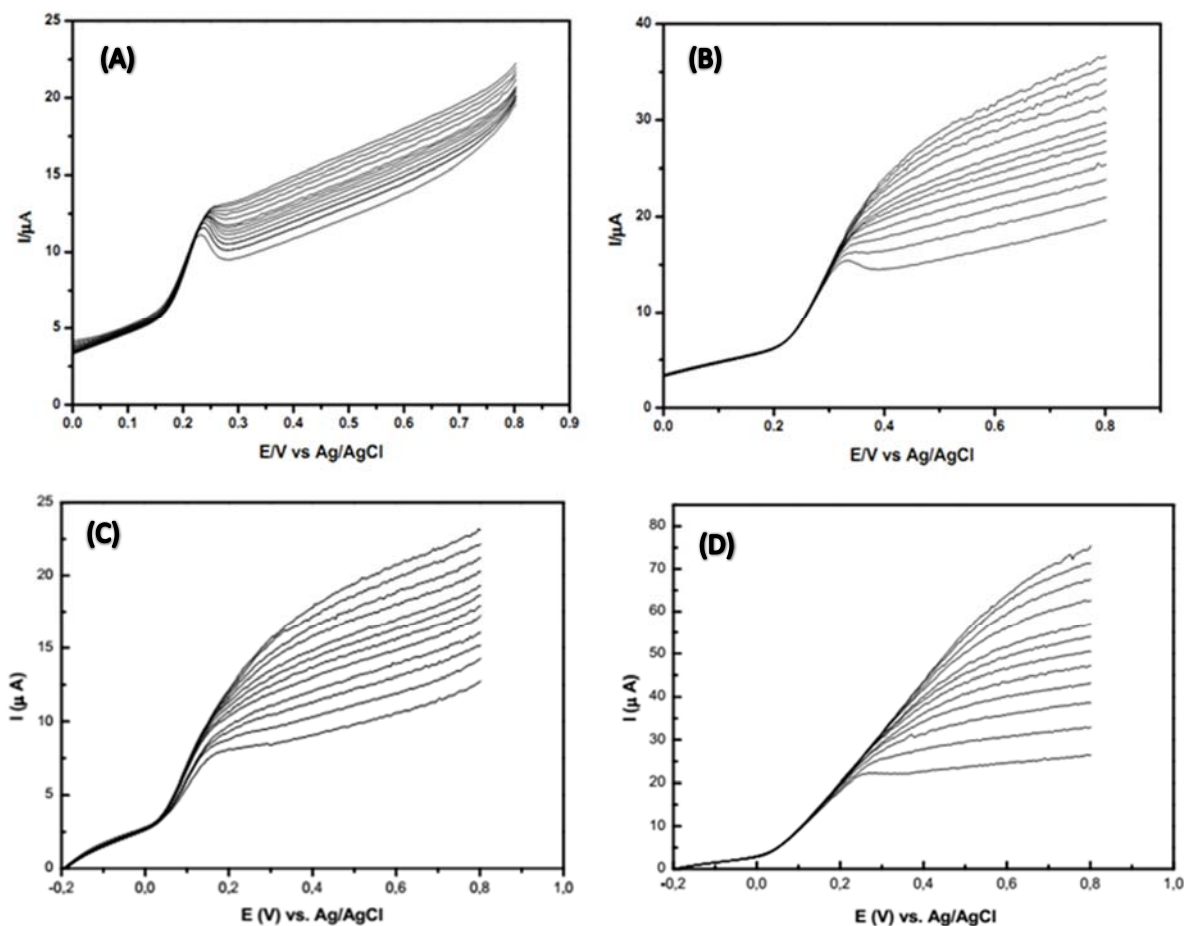 (A)
25
20
15
10
5
0
I/µA
0.0 0.1 0.2 0.3 0.4 0.5 0.6 0.7 0.8 0.9
E/V vs Ag/AgCl
(B)
40
30
20
10
0
I/µA
0.0 0.2 0.4 0.6 0.8
E/V vs Ag/AgCl
(C)
25
20
15
10
5
0
I (µ A)
-0,2 0,0 0,2 0,4 0,6 0,8 1,0
E (V) vs. Ag/AgCl
(D)
80
70
60
50
40
30
20
10
0
I (µ A)
-0,2 0,0 0,2 0,4 0,6 0,8 1,0
E (V) vs. Ag/AgCl